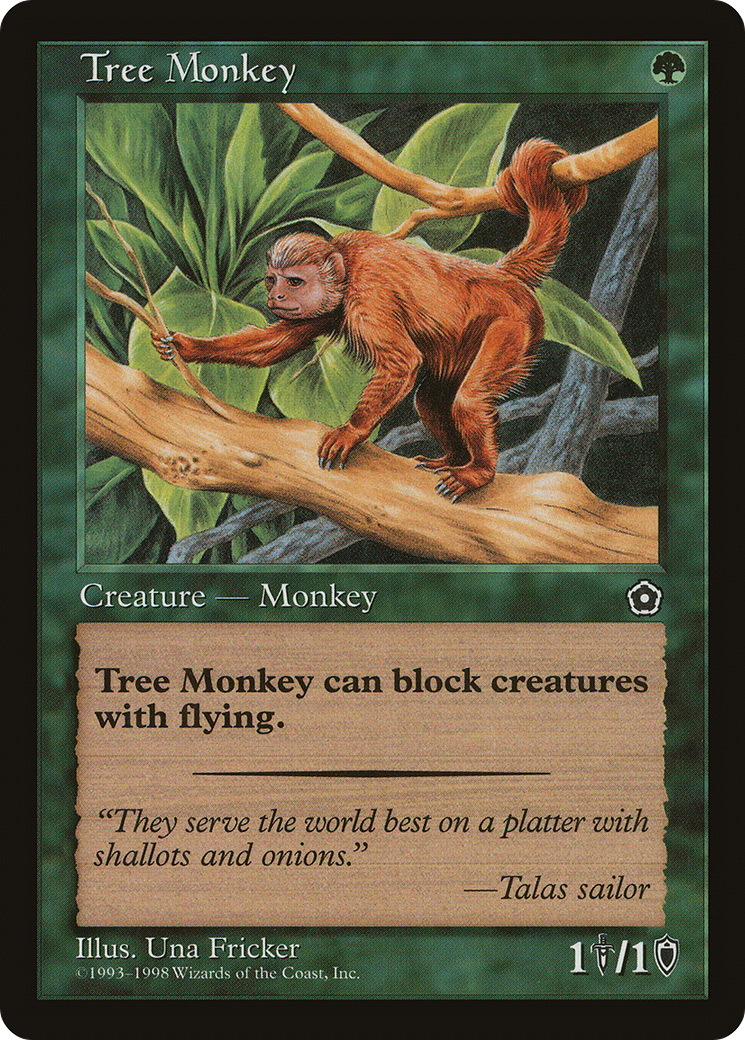 Tree Monkey
Creature — Monkey
Tree Monkey can block creatures
with flying.
“They serve the world best on a platter with
shallots and onions.”
—Talas sailor
Illus. Una Fricker
©1993–1998 Wizards of the Coast, Inc.
1/1